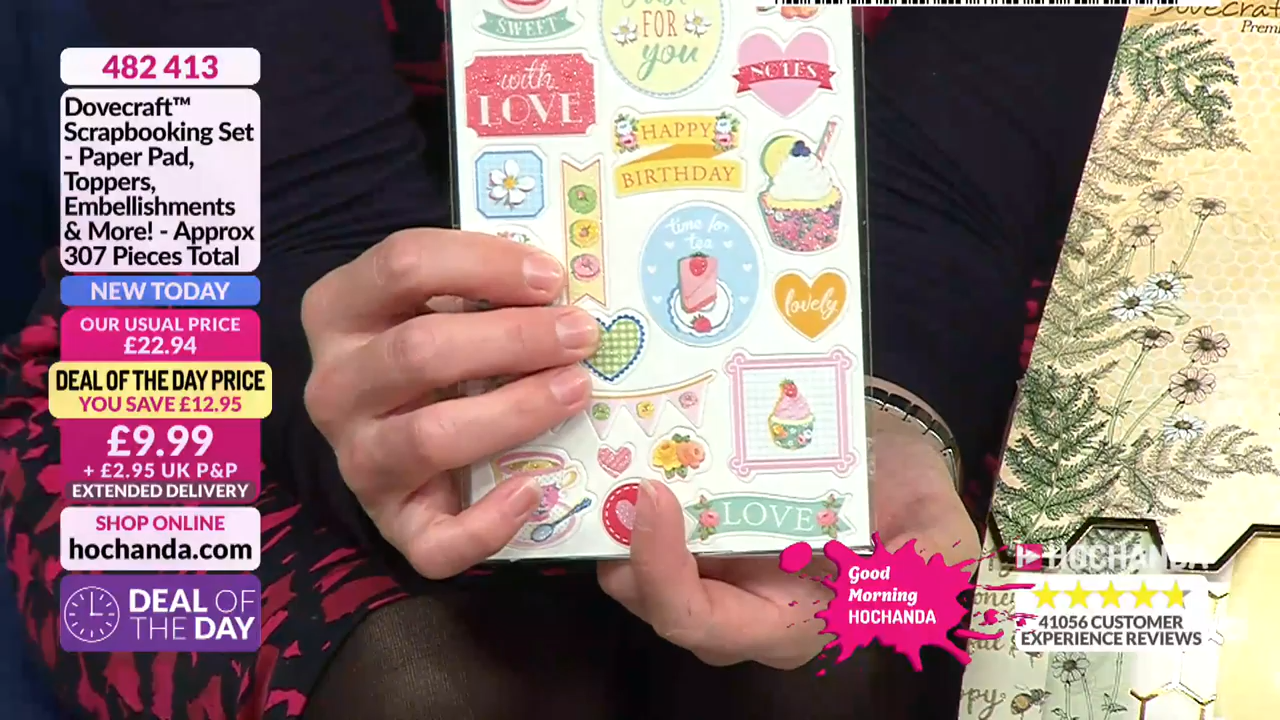 482 413
Dovecraft™
Scrapbooking Set
- Paper Pad,
Toppers,
Embellishments
& More! - Approx
307 Pieces Total
NEW TODAY
OUR USUAL PRICE
£22.94
DEAL OF THE DAY PRICE
YOU SAVE £12.95
£9.99
+ £2.95 UK P&P
EXTENDED DELIVERY
SHOP ONLINE
hochanda.com
DEAL OF
THE DAY
SWEET
FOR
you
with
LOVE
NOTES
HAPPY
BIRTHDAY
time for
tea
lovely
LOVE
Good
Morning
HOCHANDA
HOCHANDA
41056 CUSTOMER
EXPERIENCE REVIEWS